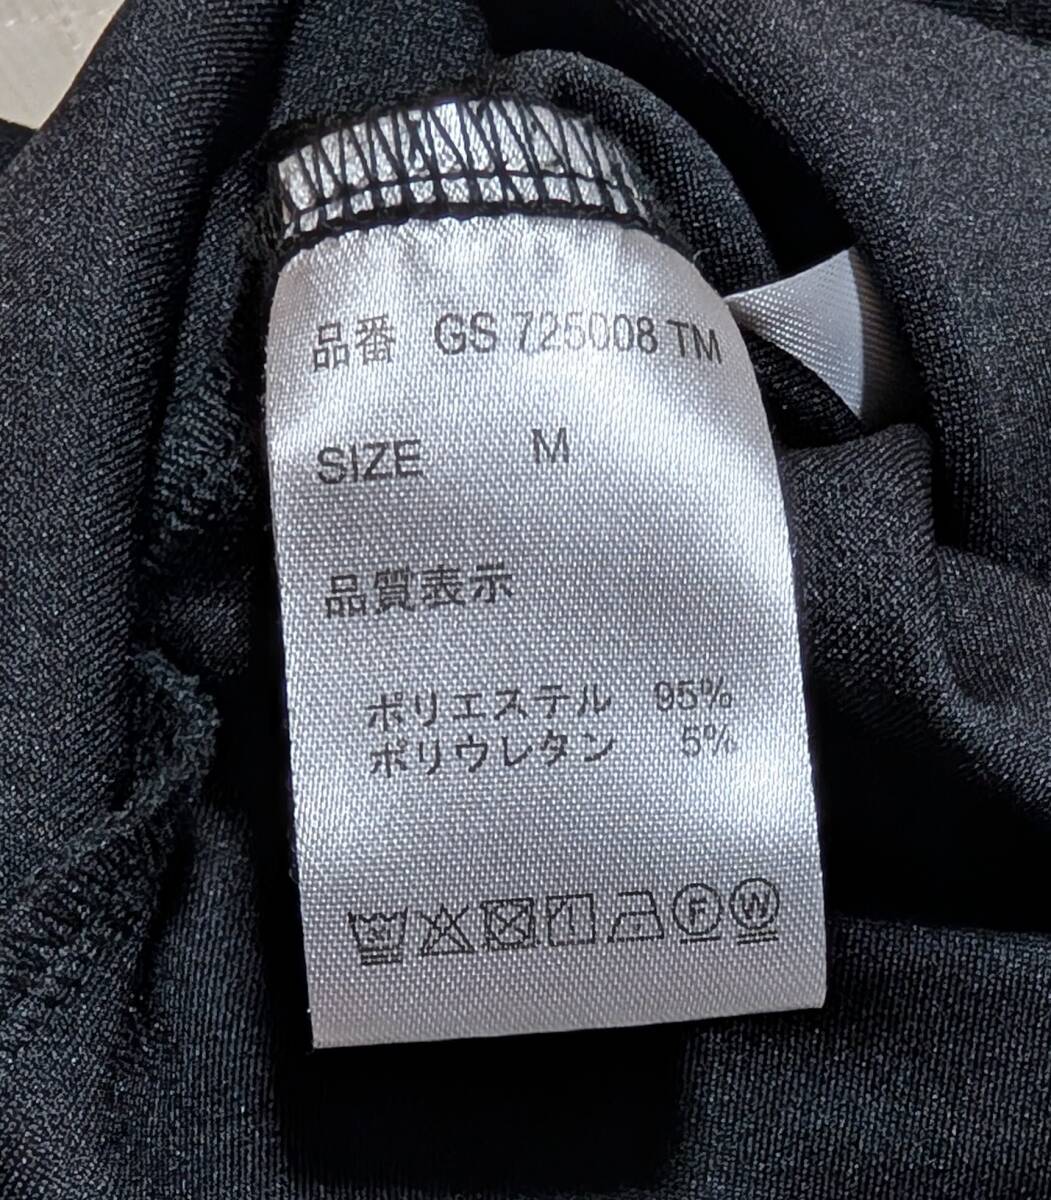 品番 GS 725008 TM
SIZE M
品質表示
ポリエステル 95%
ポリウレタン 5%
F W